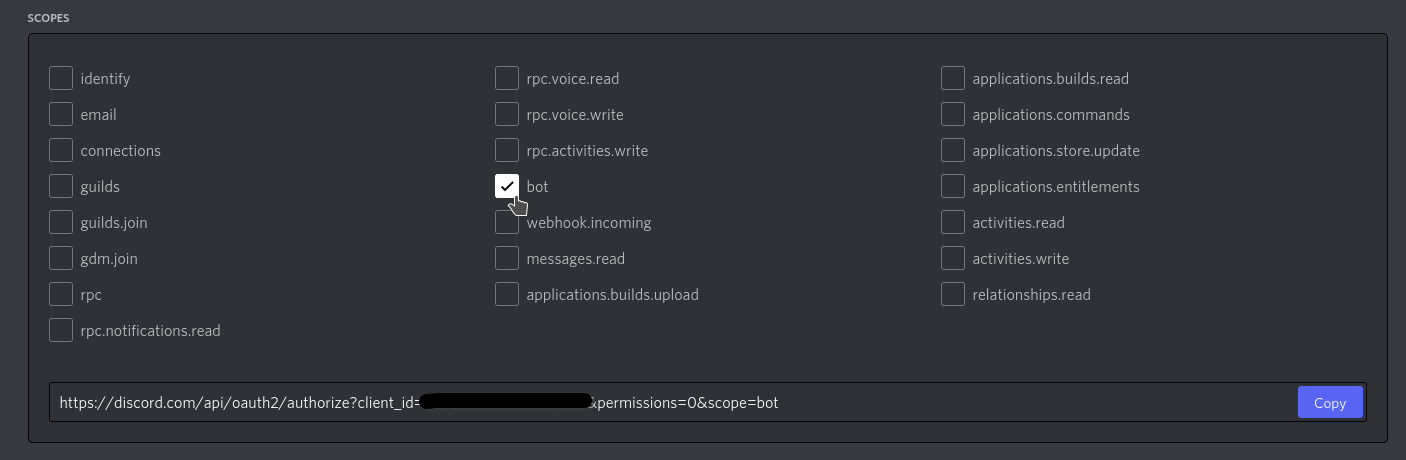 SCOPES
identify
rpc.voice.read
applications.builds.read
email
rpc.voice.write
applications.commands
connections
rpc.activities.write
applications.store.update
guilds
bot
applications.entitlements
guilds.join
webhook.incoming
activities.read
gdm.join
messages.read
activities.write
rpc
applications.builds.upload
relationships.read
rpc.notifications.read
https://discord.com/api/oauth2/authorize?client_id= &permissions=0&scope=bot
Copy